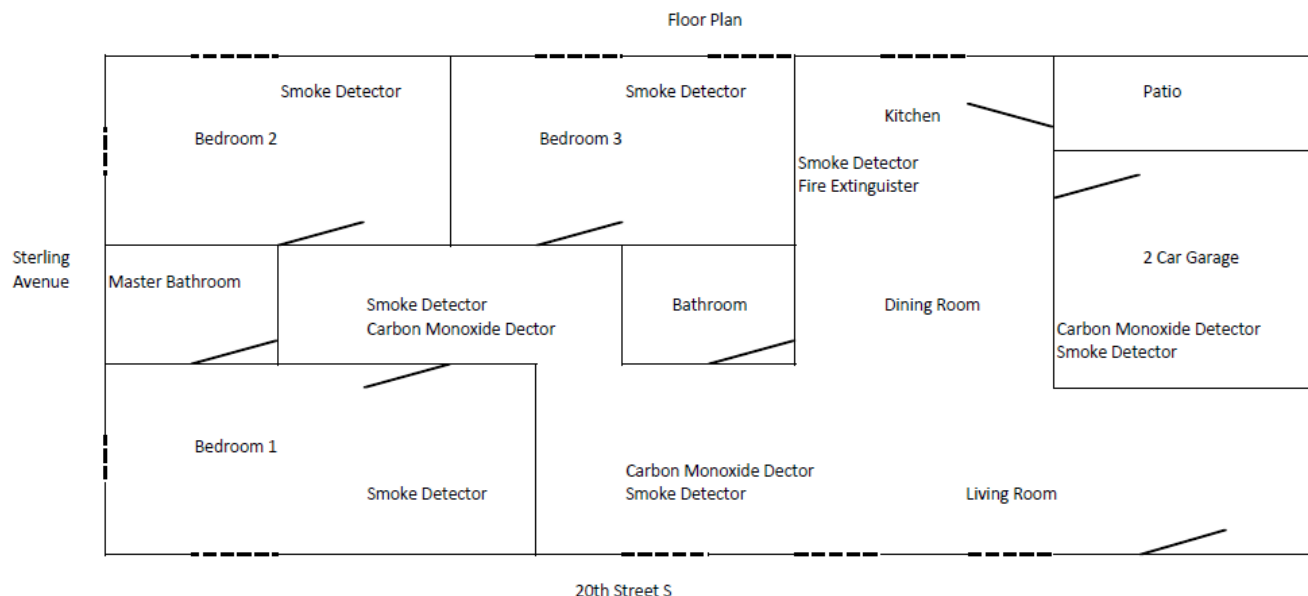 Floor Plan
Smoke Detector
Smoke Detector
Patio
Kitchen
Bedroom 2
Bedroom 3
Smoke Detector
Fire Extinguister
Sterling
Avenue
2 Car Garage
Master Bathroom
Smoke Detector
Carbon Monoxide Dector
Bathroom
Dining Room
Carbon Monoxide Detector
Smoke Detector
Bedroom 1
Carbon Monoxide Dector
Smoke Detector
Smoke Detector
Living Room
20th Street S